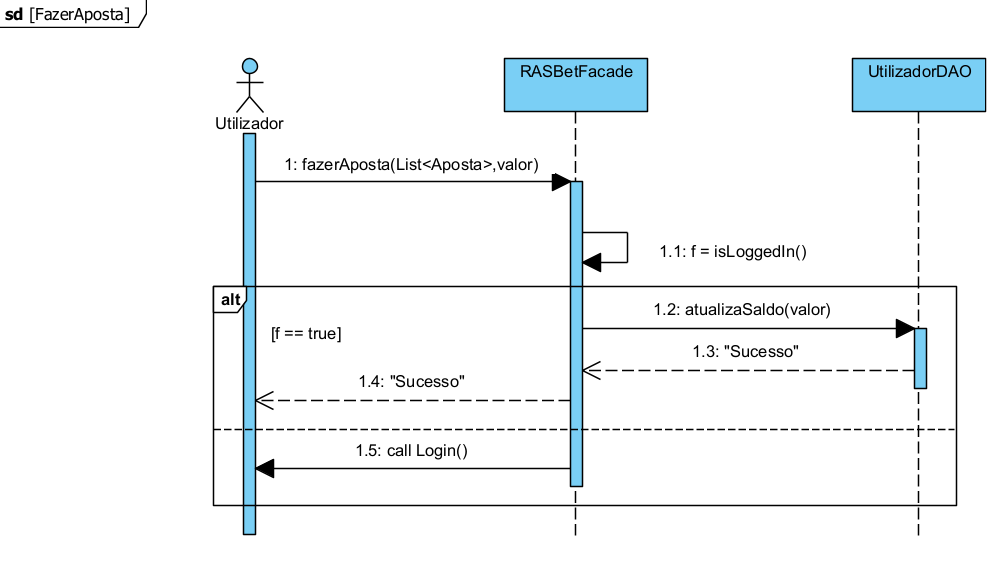 sd [FazerAposta]
RASBetFacade
UtilizadorDAO
Utilizador
1: fazerAposta(List<Aposta>,valor)
1.1: f = isLoggedIn()
alt
1.2: atualizaSaldo(valor)
[f == true]
1.3: "Sucesso"
1.4: "Sucesso"
1.5: call Login()